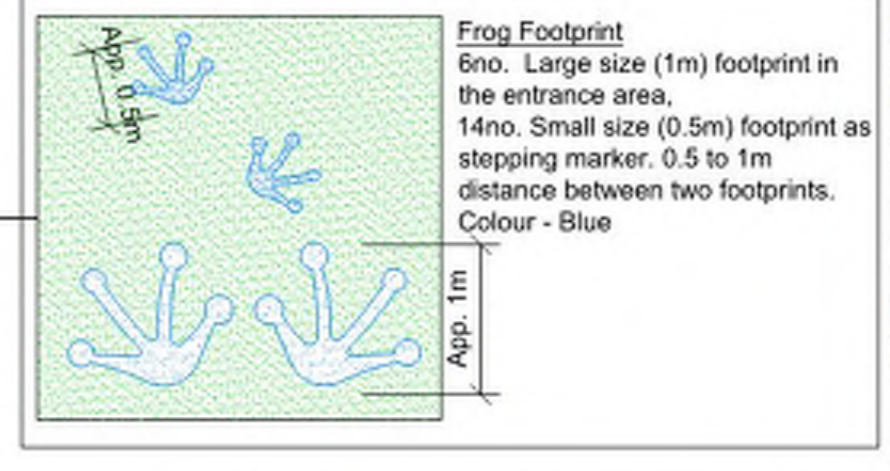 App. 0.5m
Frog Footprint
6no. Large size (1m) footprint in
the entrance area,
14no. Small size (0.5m) footprint as
stepping marker. 0.5 to 1m
distance between two footprints.
Colour - Blue
App. 1m